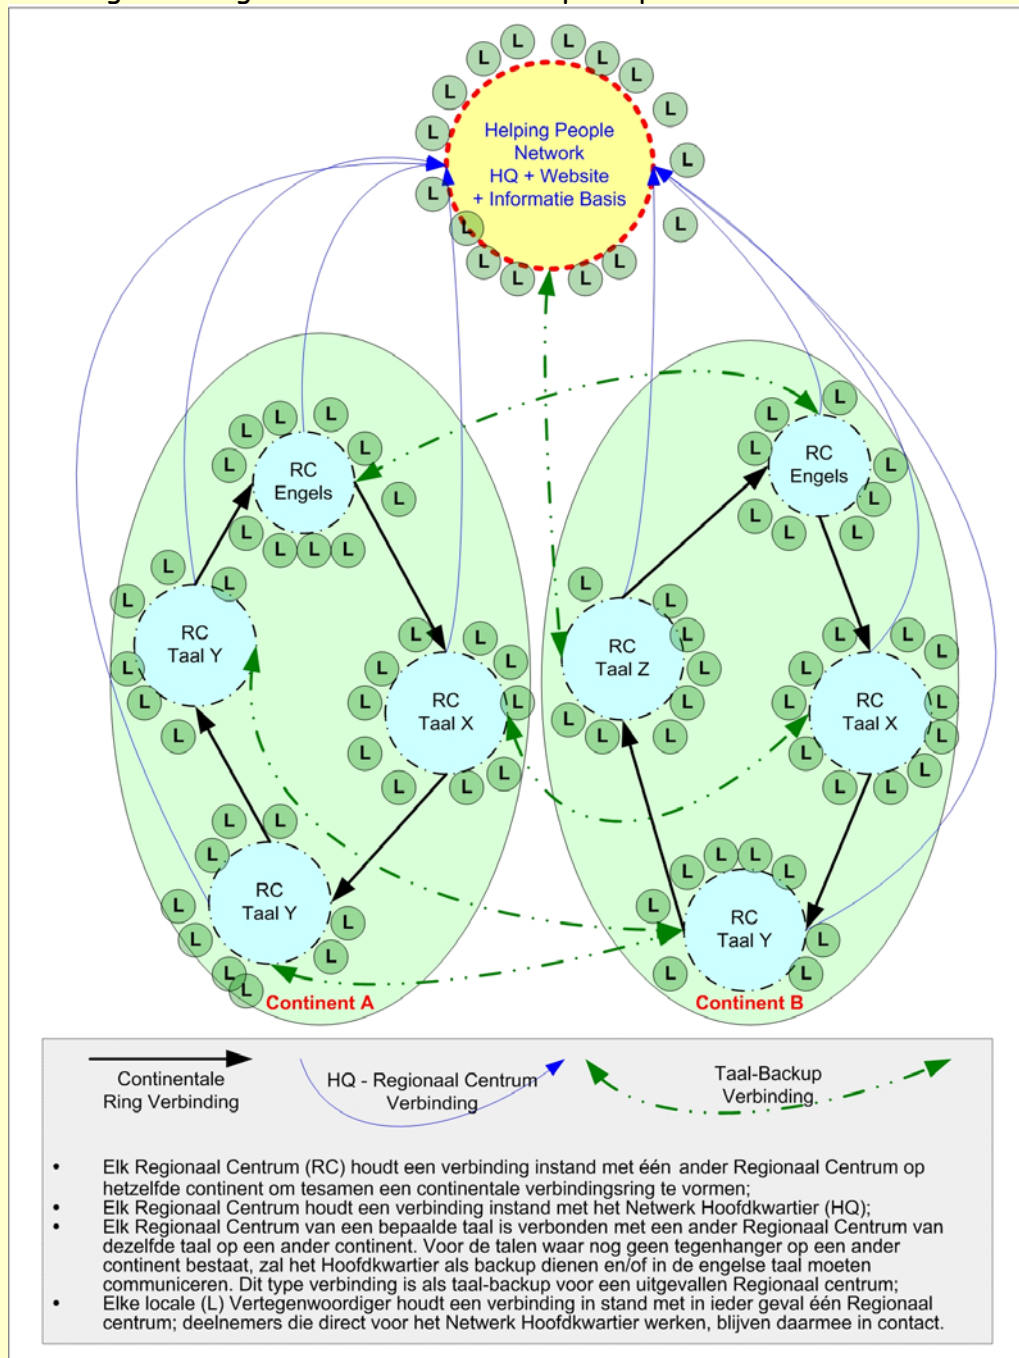 L L
L L L
L L
Helping People
Network
HQ + Website
+ Informatie Basis
L L
L L
L L
L L L L
L
L L L
L L
RC
Engels
L L
L
L L L L
L
L
RC
Engels
L L
L L
L L
L L
L
RC
Taal Y
L
L
L
L L
L
L
RC
Taal X
L
L
L L
L L
L
L
RC
Taal Z
L
L
L
L
L L L
L L
L
L
RC
Taal X
L
L
L
L
L L
L L
L
RC
Taal Y
L
L
L
L
L
L
L
L L
L L
L
RC
Taal Y
L
L
L
Continent A
Continent B
Continentale
Ring Verbinding
HQ - Regionaal Centrum
Verbinding
Taal-Backup
Verbinding
• Elk Regionaal Centrum (RC) houdt een verbinding instand met één ander Regionaal Centrum op
hetzelfde continent om tesamen een continentale verbindingsring te vormen;
• Elk Regionaal Centrum houdt een verbinding instand met het Netwerk Hoofdkwartier (HQ);
• Elk Regionaal Centrum van een bepaalde taal is verbonden met een ander Regionaal Centrum van
dezelfde taal op een ander continent. Voor de talen waar nog geen tegenhanger op een ander
continent bestaat, zal het Hoofdkwartier als backup dienen en/of in de engelse taal moeten
communiceren. Dit type verbinding is als taal-backup voor een uitgevallen Regionaal centrum;
• Elke locale (L) Vertegenwoordiger houdt een verbinding in stand met in ieder geval één Regionaal
centrum; deelnemers die direct voor het Netwerk Hoofdkwartier werken, blijven daarmee in contact.